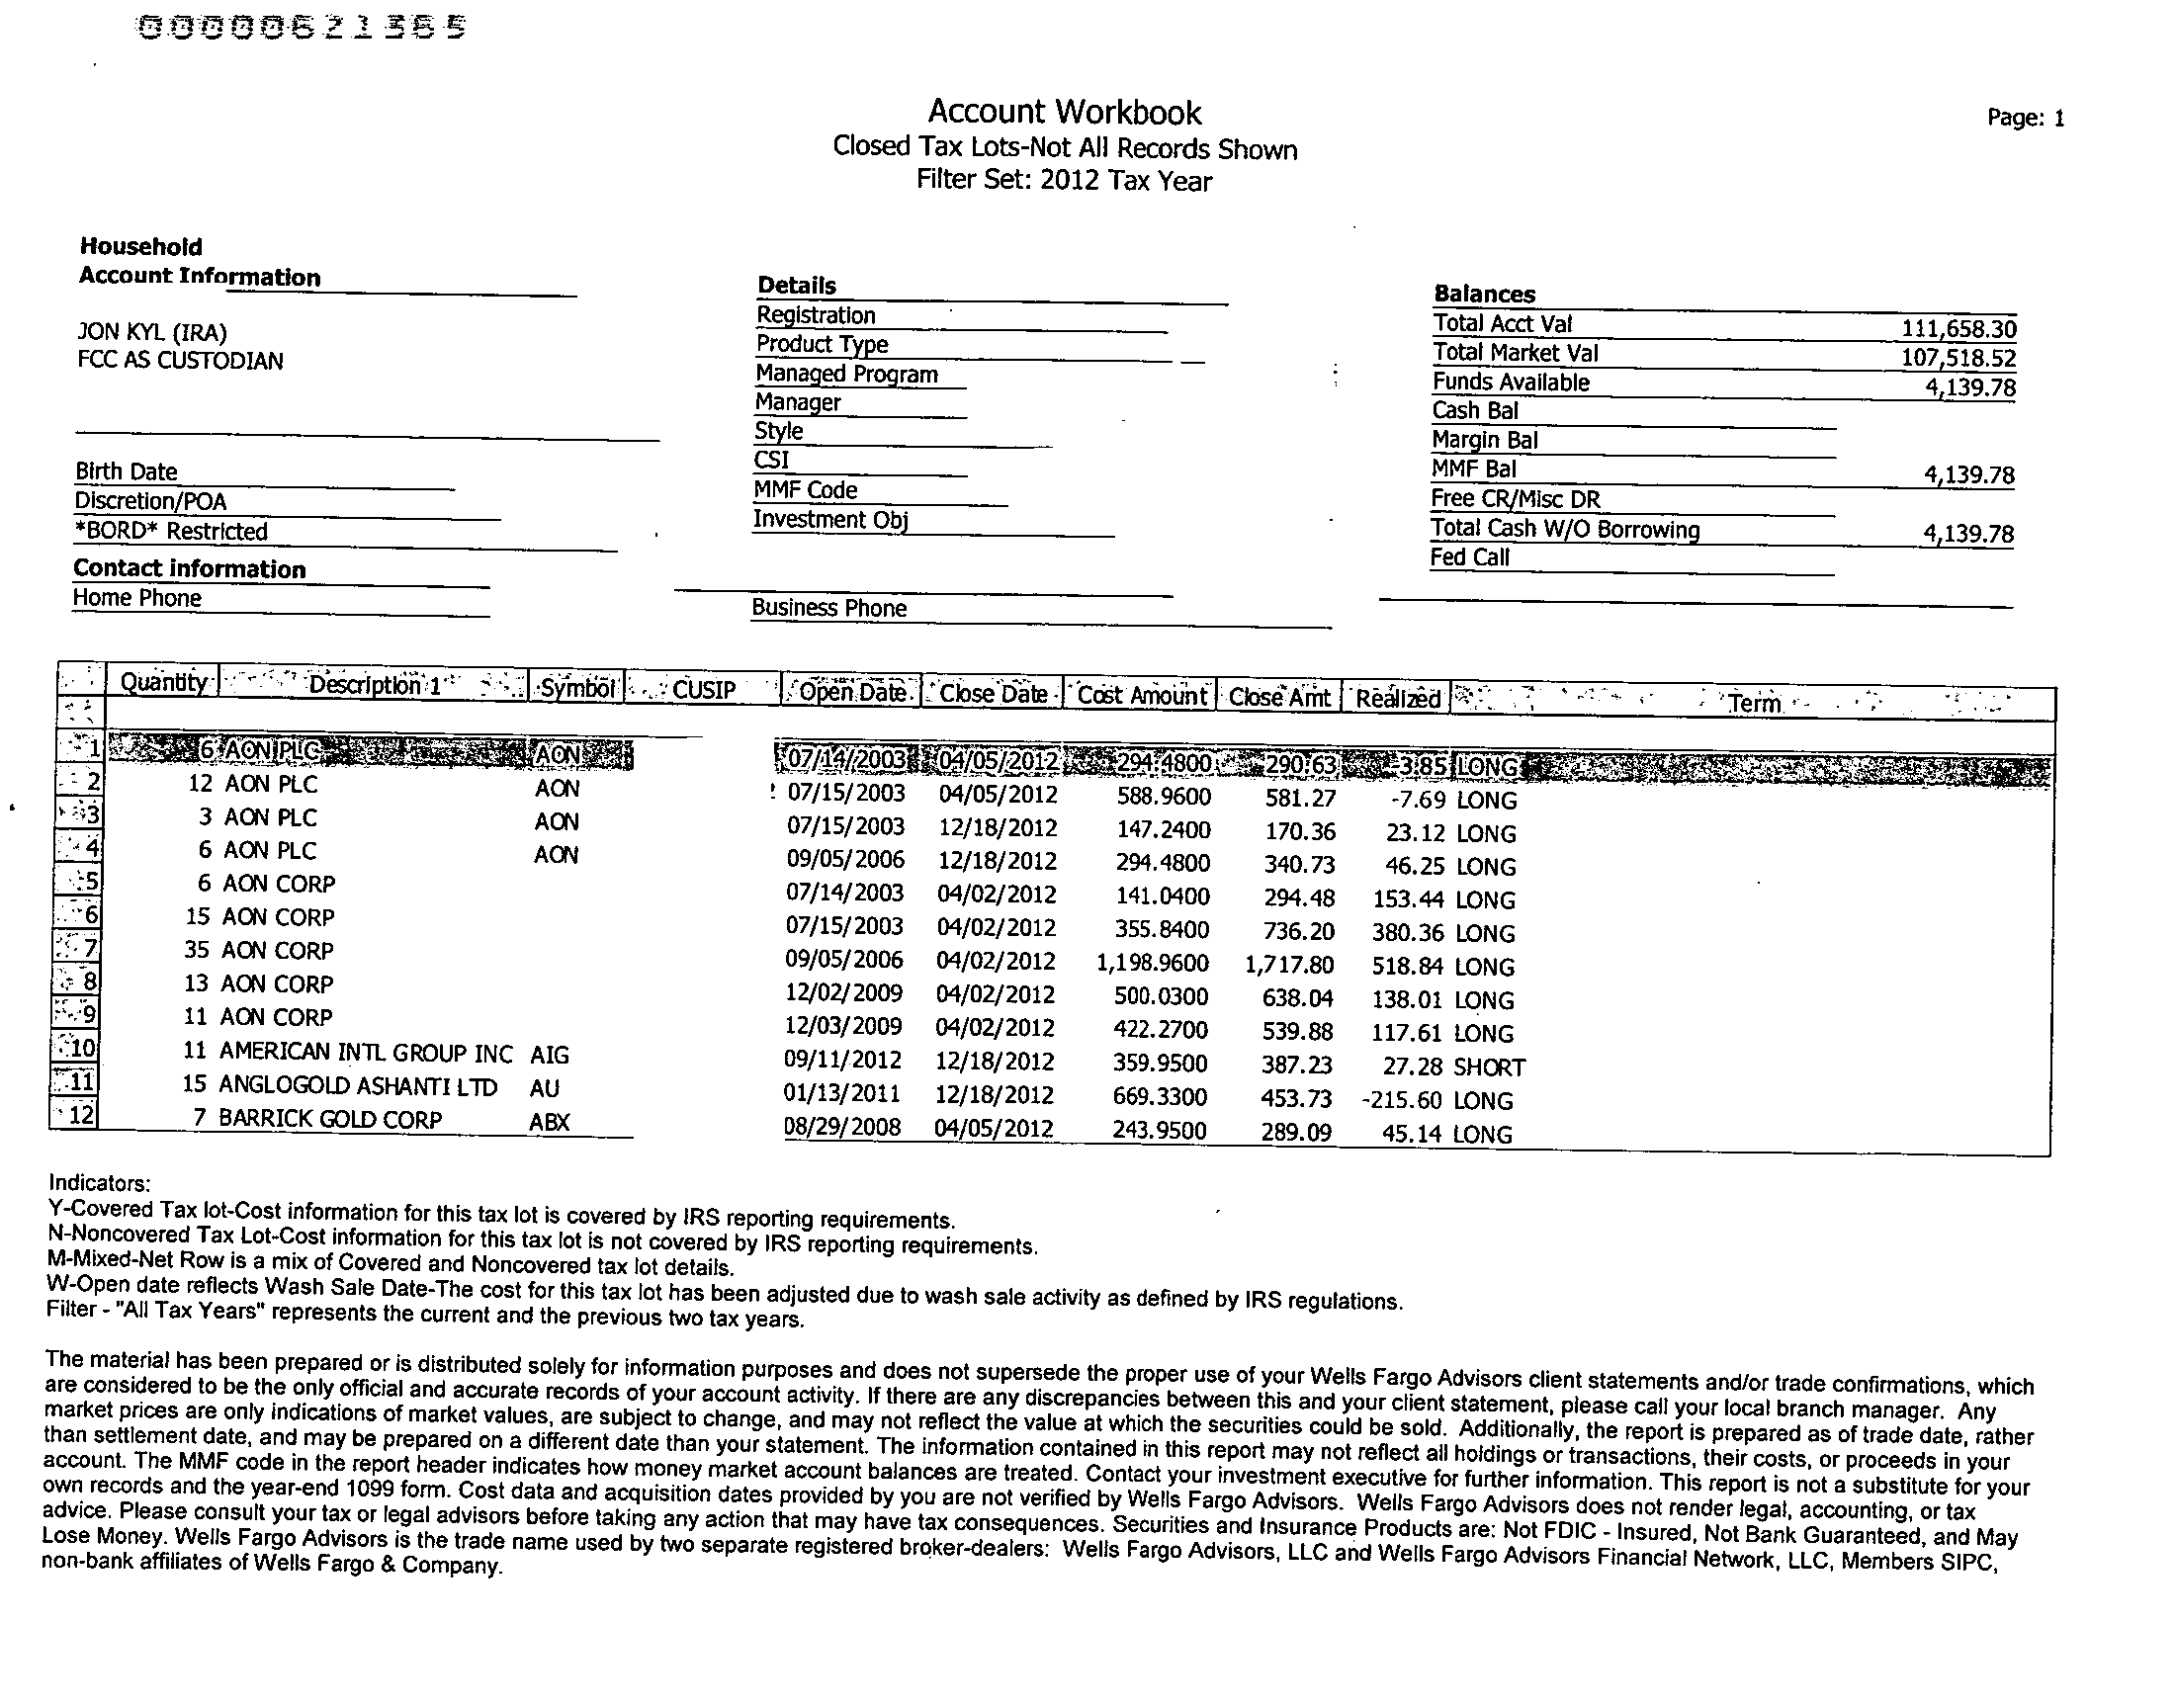 00000621365
Account Workbook
Page: 1
Closed Tax Lots-Not All Records Shown
Filter Set: 2012 Tax Year
Household
Account Information
JON KYL (IRA)
FCC AS CUSTODIAN
Birth Date
Discretion/POA
*BORD* Restricted
Contact information
Home Phone
Details
Registration
Product Type
Managed Program
Manager
Style
CSI
MMF Code
Investment Obj
Business Phone
Balances
Total Acct Val 111,658.30
Total Market Val 107,518.52
Funds Available 4,139.78
Cash Bal
Margin Bal
MMF Bal 4,139.78
Free CR/Misc DR
Total Cash W/O Borrowing 4,139.78
Fed Call
Quantity Description 1 Symbol CUSIP Open Date Close Date Cost Amount Close Amt Realized Term
1 6 AON PLC AON 07/14/2003 04/05/2012 294.4800 290.63 -3.85 LONG
2 12 AON PLC AON 07/15/2003 04/05/2012 588.9600 581.27 -7.69 LONG
3 3 AON PLC AON 07/15/2003 12/18/2012 147.2400 170.36 23.12 LONG
4 6 AON PLC AON 09/05/2006 12/18/2012 294.4800 340.73 46.25 LONG
5 6 AON CORP 07/14/2003 04/02/2012 141.0400 294.48 153.44 LONG
6 15 AON CORP 07/15/2003 04/02/2012 355.8400 736.20 380.36 LONG
7 35 AON CORP 09/05/2006 04/02/2012 1,198.9600 1,717.80 518.84 LONG
8 13 AON CORP 12/02/2009 04/02/2012 500.0300 638.04 138.01 LONG
9 11 AON CORP 12/03/2009 04/02/2012 422.2700 539.88 117.61 LONG
10 11 AMERICAN INTL GROUP INC AIG 09/11/2012 12/18/2012 359.9500 387.23 27.28 SHORT
11 15 ANGLOGOLD ASHANTI LTD AU 01/13/2011 12/18/2012 669.3300 453.73 -215.60 LONG
12 7 BARRICK GOLD CORP ABX 08/29/2008 04/05/2012 243.9500 289.09 45.14 LONG
Indicators:
Y-Covered Tax lot-Cost information for this tax lot is covered by IRS reporting requirements.
N-Noncovered Tax Lot-Cost information for this tax lot is not covered by IRS reporting requirements.
M-Mixed-Net Row is a mix of Covered and Noncovered tax lot details.
W-Open date reflects Wash Sale Date-The cost for this tax lot has been adjusted due to wash sale activity as defined by IRS regulations.
Filter - "All Tax Years" represents the current and the previous two tax years.
The material has been prepared or is distributed solely for information purposes and does not supersede the proper use of your Wells Fargo Advisors client statements and/or trade confirmations, which
are considered to be the only official and accurate records of your account activity. If there are any discrepancies between this and your client statement, please call your local branch manager. Any
market prices are only indications of market values, are subject to change, and may not reflect the value at which the securities could be sold. Additionally, the report is prepared as of trade date, rather
than settlement date, and may be prepared on a different date than your statement. The information contained in this report may not reflect all holdings or transactions, their costs, or proceeds in your
account. The MMF code in the report header indicates how money market account balances are treated. Contact your investment executive for further information. This report is not a substitute for your
own records and the year-end 1099 form. Cost data and acquisition dates provided by you are not verified by Wells Fargo Advisors. Wells Fargo Advisors does not render legal, accounting, or tax
advice. Please consult your tax or legal advisors before taking any action that may have tax consequences. Securities and Insurance Products are: Not FDIC - Insured, Not Bank Guaranteed, and May
Lose Money. Wells Fargo Advisors is the trade name used by two separate registered broker-dealers: Wells Fargo Advisors, LLC and Wells Fargo Advisors Financial Network, LLC, Members SIPC,
non-bank affiliates of Wells Fargo & Company.